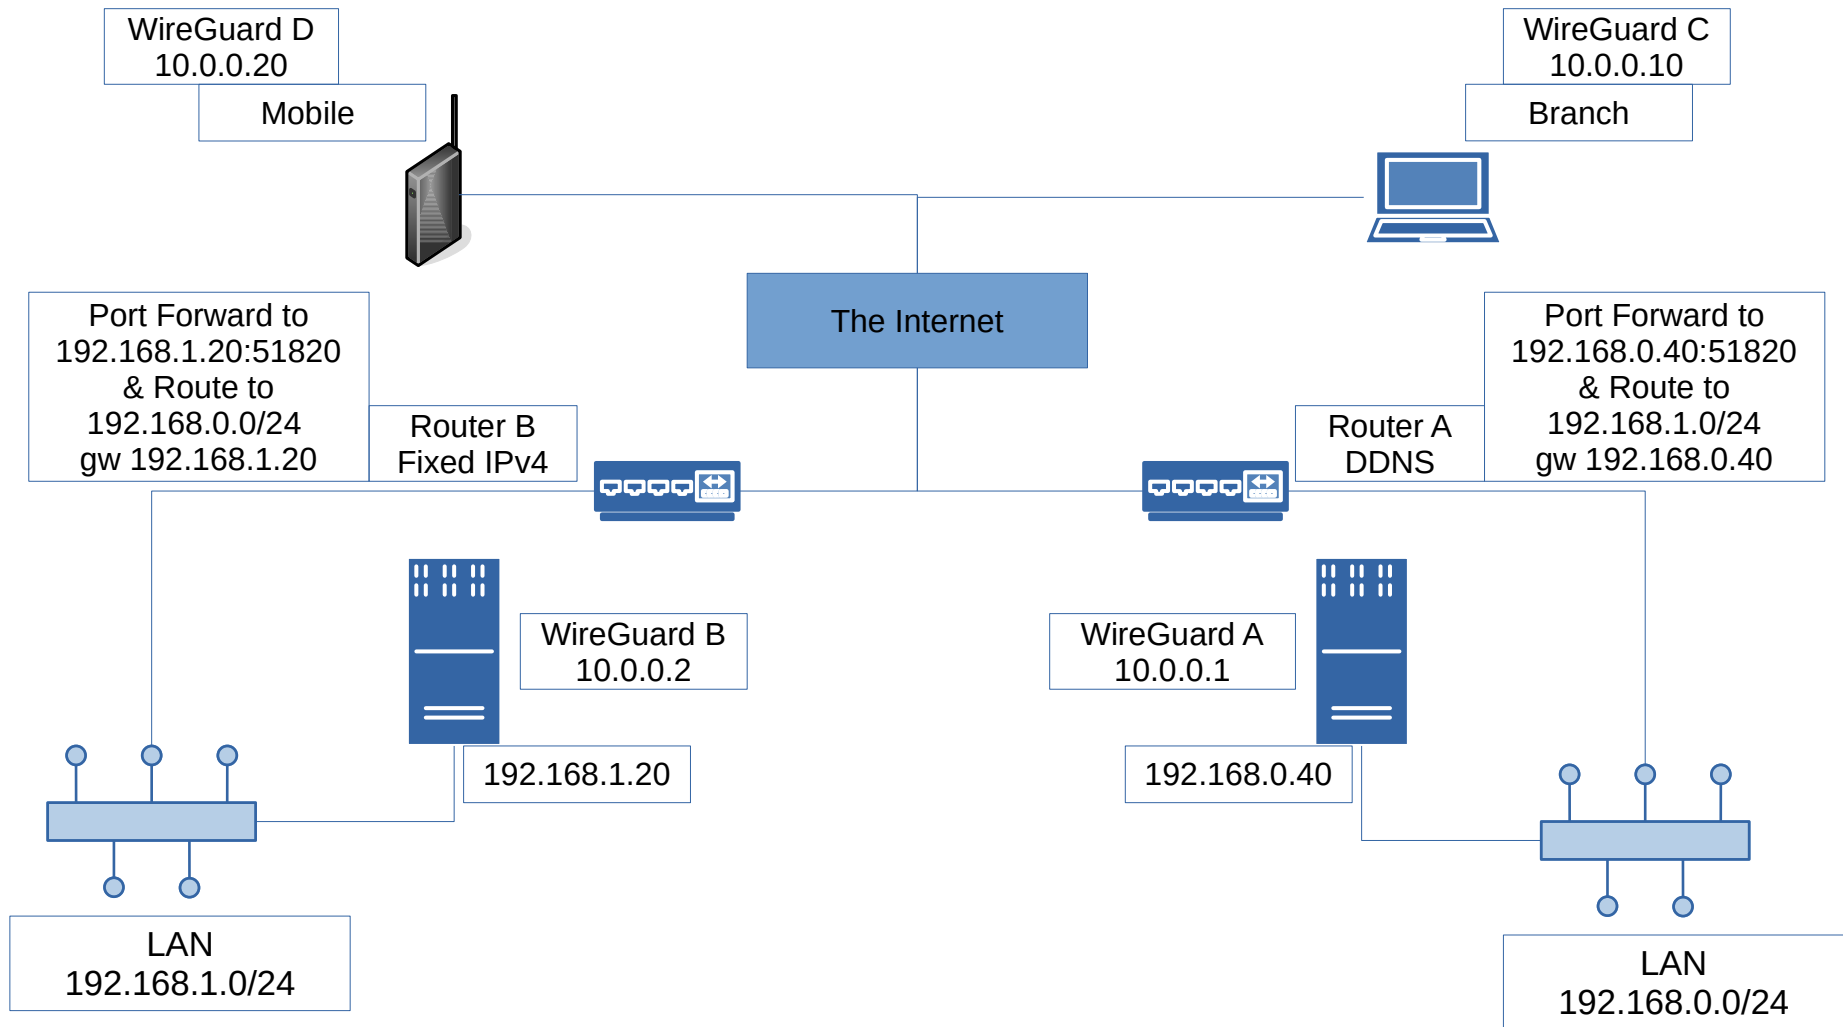 WireGuard D
10.0.0.20
Mobile
WireGuard C
10.0.0.10
Branch
The Internet
Port Forward to
192.168.1.20:51820
& Route to
192.168.0.0/24
gw 192.168.1.20
Router B
Fixed IPv4
Router A
DDNS
Port Forward to
192.168.0.40:51820
& Route to
192.168.1.0/24
gw 192.168.0.40
WireGuard B
10.0.0.2
WireGuard A
10.0.0.1
192.168.1.20
192.168.0.40
LAN
192.168.1.0/24
LAN
192.168.0.0/24